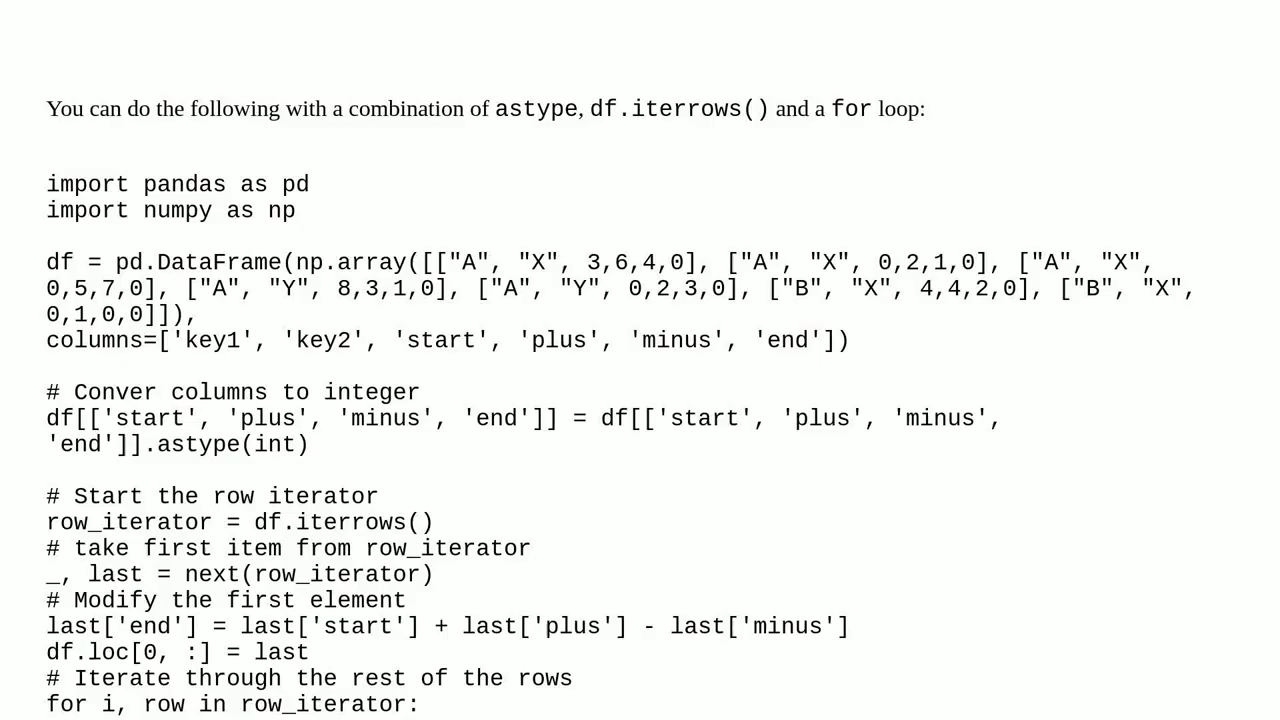 You can do the following with a combination of astype, df.iterrows() and a for loop:
import pandas as pd
import numpy as np
df = pd.DataFrame(np.array([["A", "X", 3,6,4,0], ["A", "X", 0,2,1,0], ["A", "X",
0,5,7,0], ["A", "Y", 8,3,1,0], ["A", "Y", 0,2,3,0], ["B", "X", 4,4,2,0], ["B", "X",
0,1,0,0]]),
columns=['key1', 'key2', 'start', 'plus', 'minus', 'end'])
# Conver columns to integer
df[['start', 'plus', 'minus', 'end']] = df[['start', 'plus', 'minus',
'end']].astype(int)
# Start the row iterator
row_iterator = df.iterrows()
# take first item from row_iterator
_, last = next(row_iterator)
# Modify the first element
last['end'] = last['start'] + last['plus'] - last['minus']
df.loc[0, :] = last
# Iterate through the rest of the rows
for i, row in row_iterator: